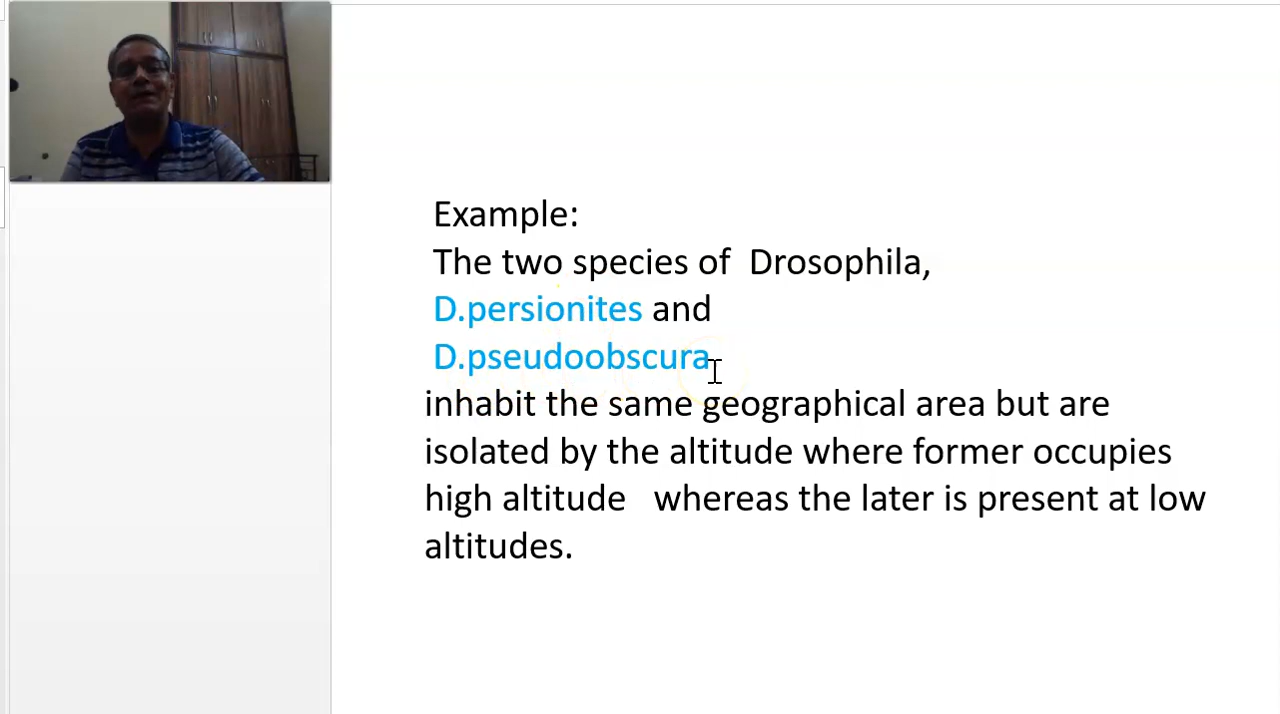 Example:
The two species of Drosophila,
D.persionites and
D.pseudoobscura
inhabit the same geographical area but are
isolated by the altitude where former occupies
high altitude whereas the later is present at low
altitudes.